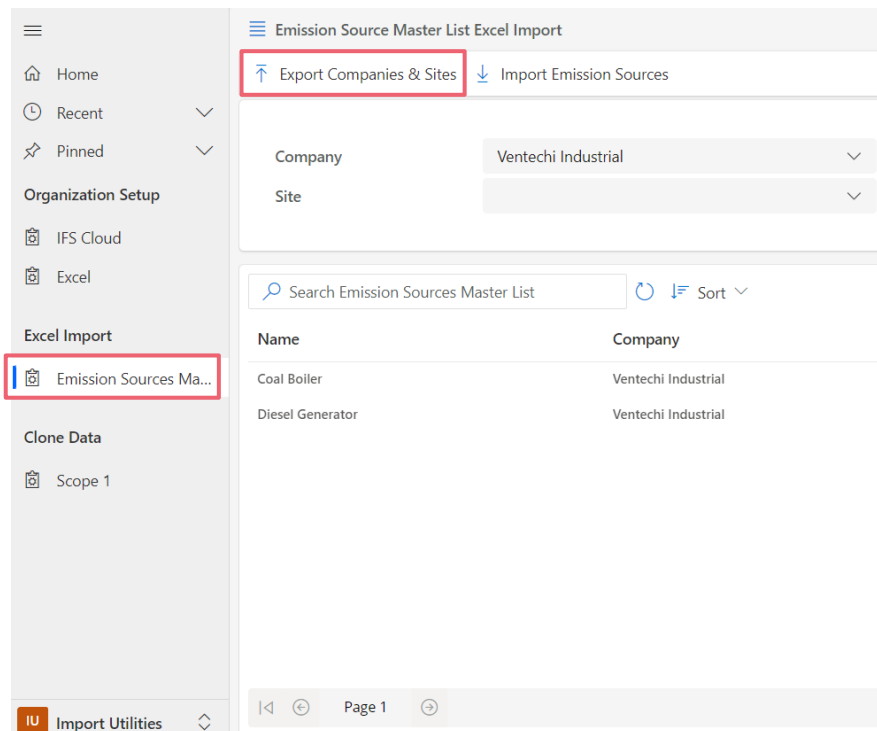 Home
Recent
Pinned
Organization Setup
IFS Cloud
Excel
Excel Import
Emission Sources Ma...
Clone Data
Scope 1
IU Import Utilities
Emission Source Master List Excel Import
Export Companies & Sites Import Emission Sources
Company Ventechi Industrial
Site
Search Emission Sources Master List Sort
Name Company
Coal Boiler Ventechi Industrial
Diesel Generator Ventechi Industrial
Page 1